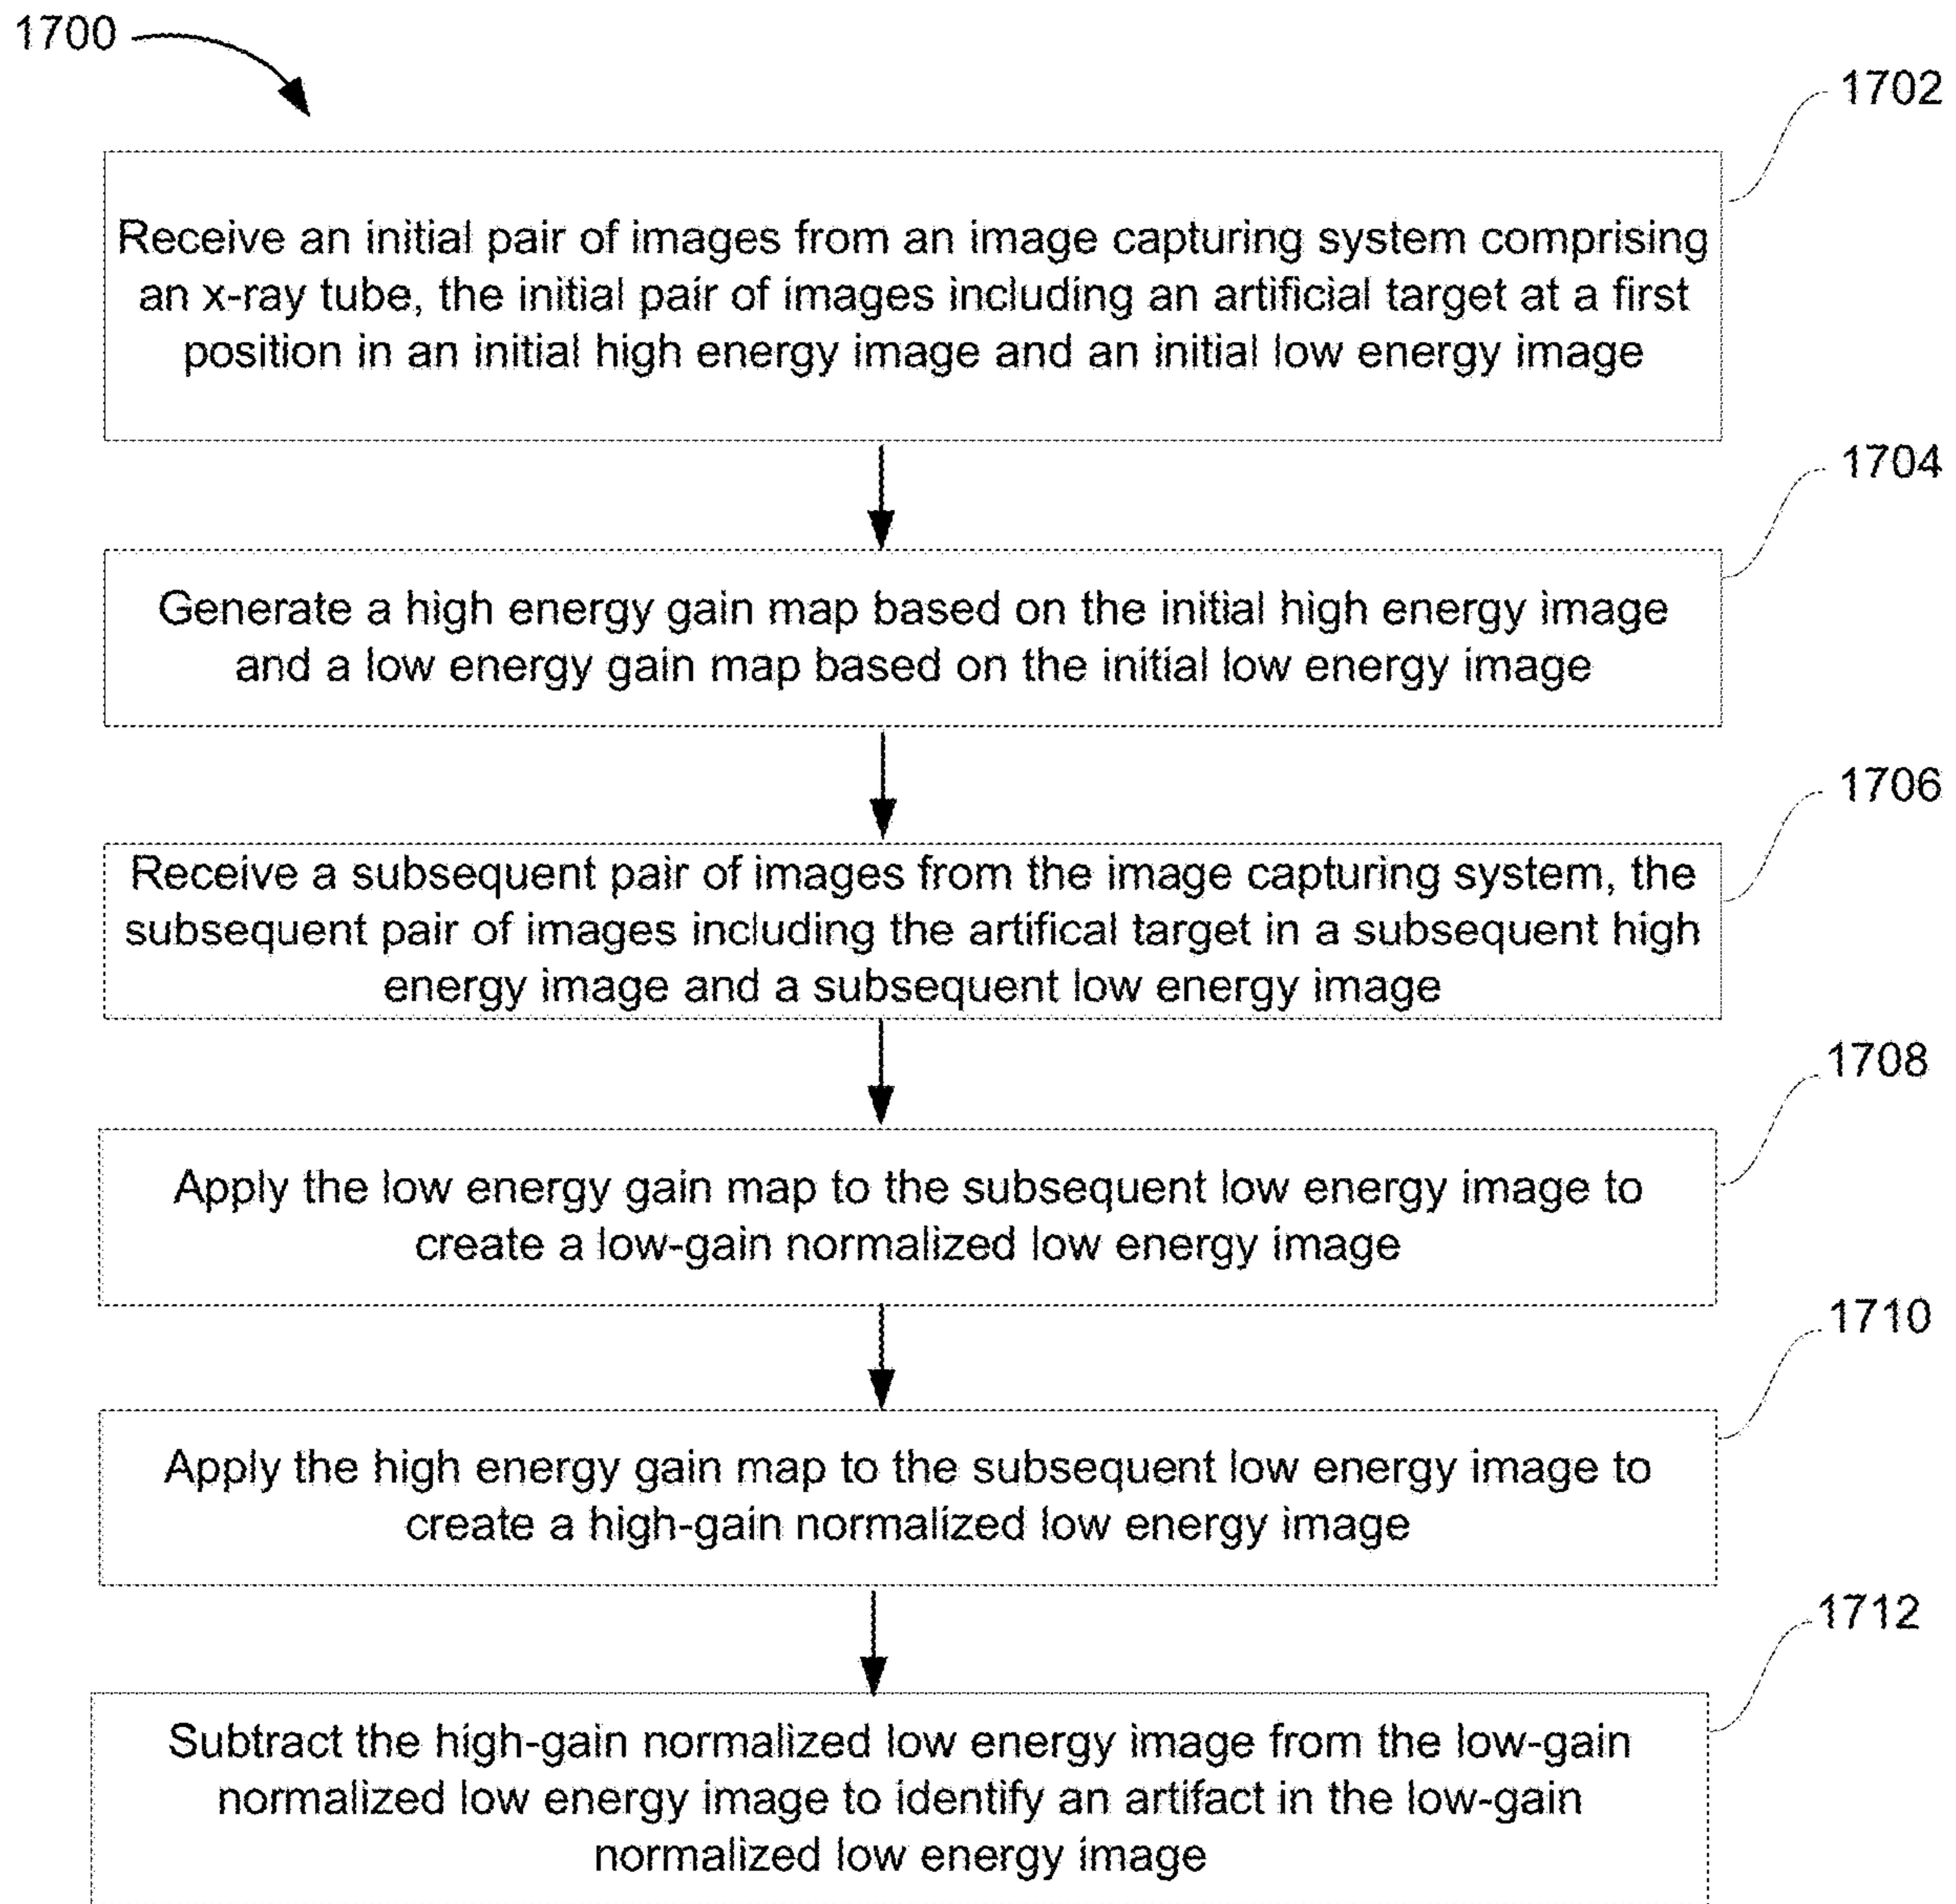 1700
1702
Receive an initial pair of images from an image capturing system comprising
an x-ray tube, the initial pair of images including an artificial target at a first
position in an initial high energy image and an initial low energy image
1704
Generate a high energy gain map based on the initial high energy image
and a low energy gain map based on the initial low energy image
1706
Receive a subsequent pair of images from the image capturing system, the
subsequent pair of images including the artifical target in a subsequent high
energy image and a subsequent low energy image
1708
Apply the low energy gain map to the subsequent low energy image to
create a low-gain normalized low energy image
1710
Apply the high energy gain map to the subsequent low energy image to
create a high-gain normalized low energy image
1712
Subtract the high-gain normalized low energy image from the low-gain
normalized low energy image to identify an artifact in the low-gain
normalized low energy image